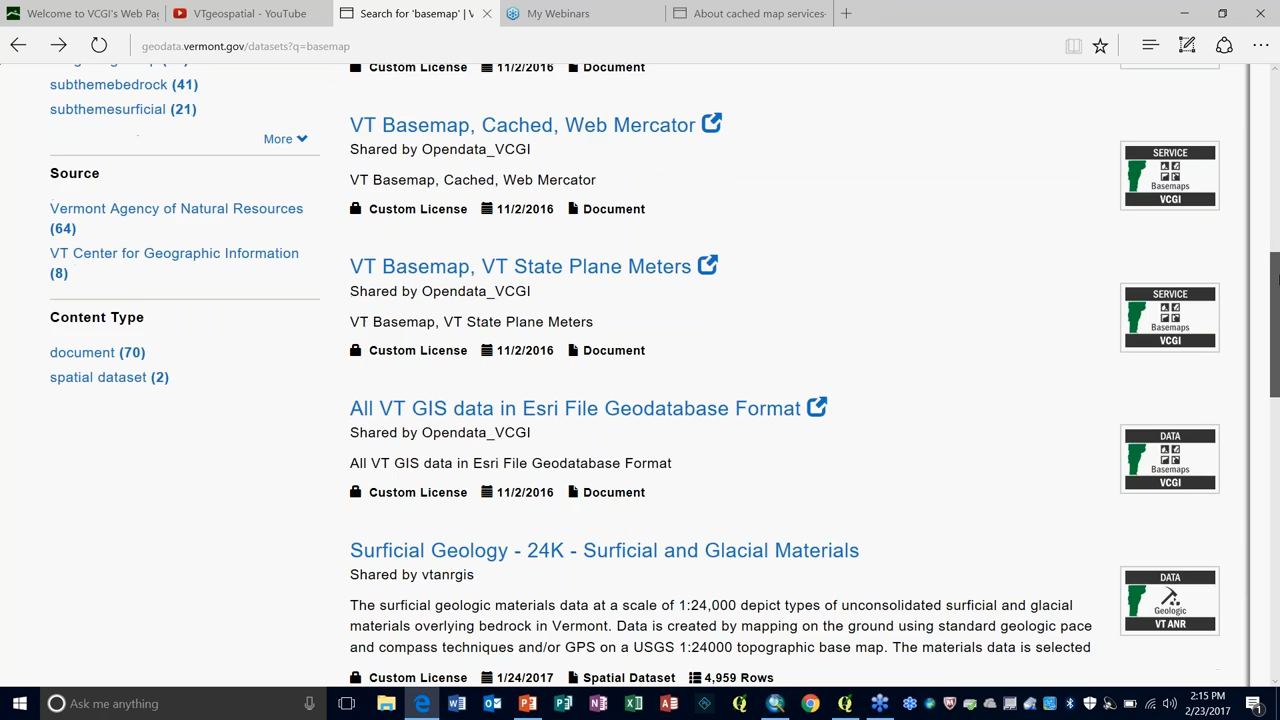 Welcome to VCGI's Web Pag
VTgeospatial - YouTube
Search for 'basemap' | V
My Webinars
About cached map services-
geodata.vermont.gov/datasets?q=basemap
Custom License 11/2/2016 Document
subthemebedrock (41)
subthemesurficial (21)
More
Source
Vermont Agency of Natural Resources
(64)
VT Center for Geographic Information
(8)
Content Type
document (70)
spatial dataset (2)
VT Basemap, Cached, Web Mercator
Shared by Opendata_VCGI
VT Basemap, Cached, Web Mercator
Custom License 11/2/2016 Document
SERVICE
Basemaps
VCGI
VT Basemap, VT State Plane Meters
Shared by Opendata_VCGI
VT Basemap, VT State Plane Meters
Custom License 11/2/2016 Document
SERVICE
Basemaps
VCGI
All VT GIS data in Esri File Geodatabase Format
Shared by Opendata_VCGI
All VT GIS data in Esri File Geodatabase Format
Custom License 11/2/2016 Document
DATA
Basemaps
VCGI
Surficial Geology - 24K - Surficial and Glacial Materials
Shared by vtanrgis
The surficial geologic materials data at a scale of 1:24,000 depict types of unconsolidated surficial and glacial
materials overlying bedrock in Vermont. Data is created by mapping on the ground using standard geologic pace
and compass techniques and/or GPS on a USGS 1:24000 topographic base map. The materials data is selected
Custom License 1/24/2017 Spatial Dataset 4,959 Rows
DATA
Geologic
VT ANR
Ask me anything
2:15 PM
2/23/2017